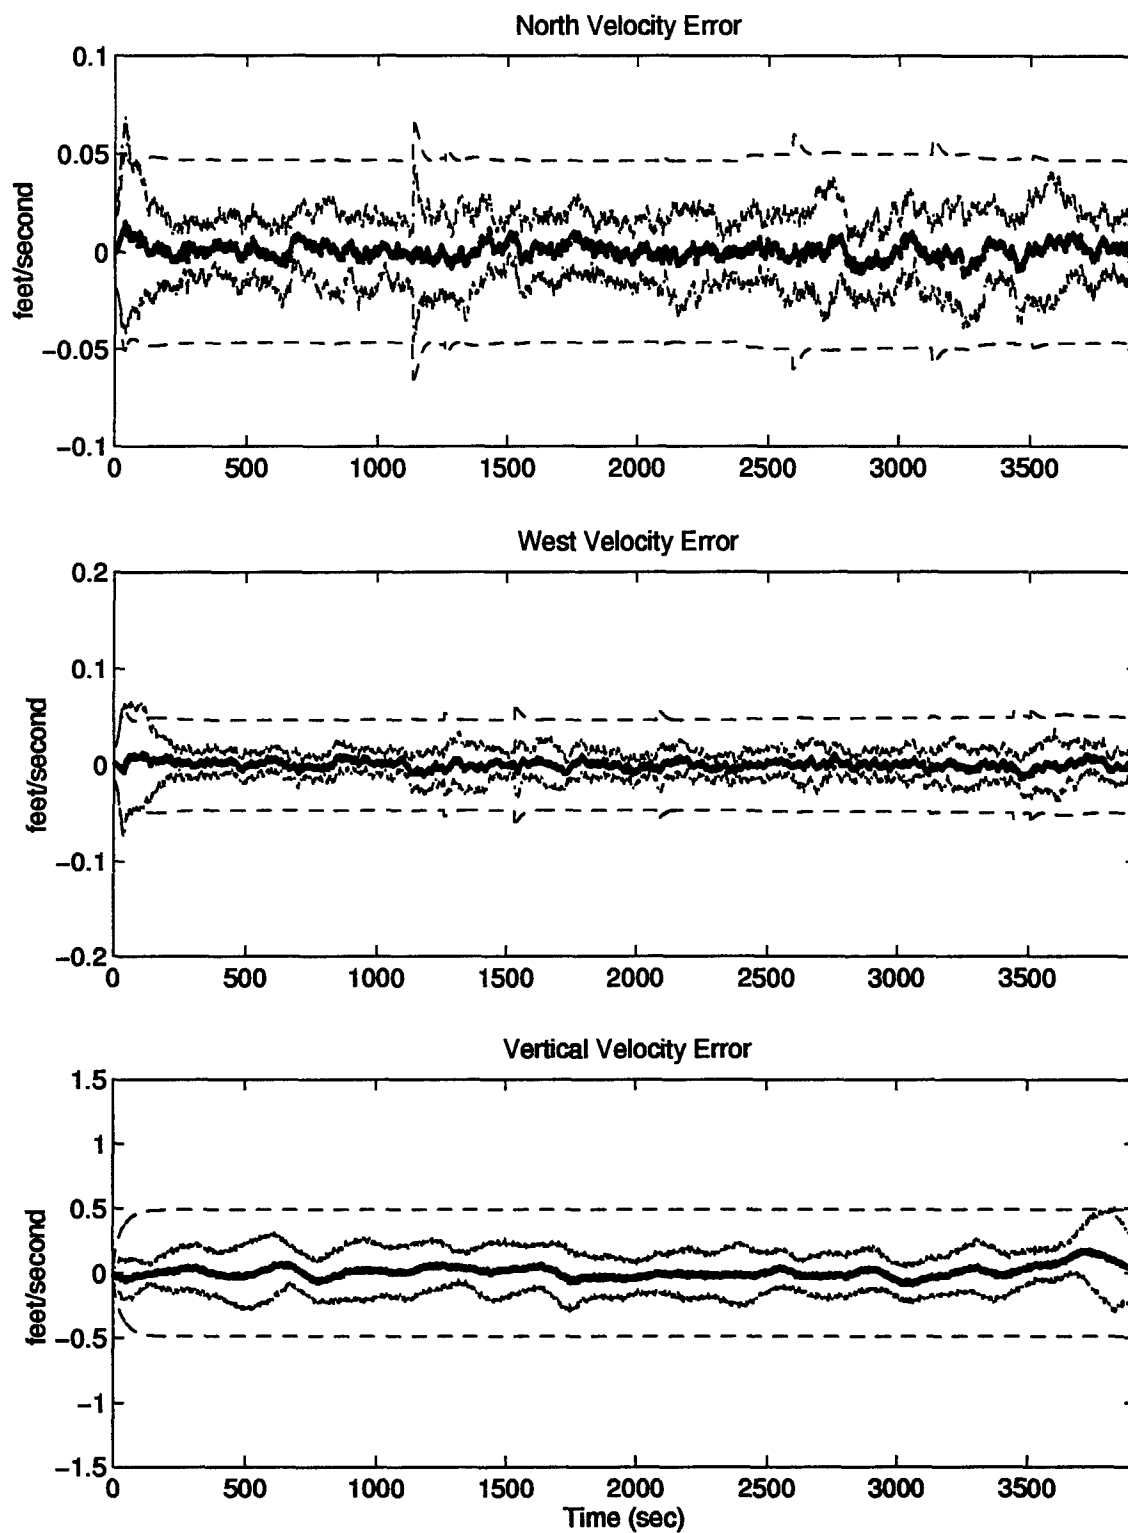 North Velocity Error
0.1
0.05
0
−0.05
−0.1
feet/second
0 500 1000 1500 2000 2500 3000 3500
West Velocity Error
0.2
0.1
0
−0.1
−0.2
feet/second
0 500 1000 1500 2000 2500 3000 3500
Vertical Velocity Error
1.5
1
0.5
0
−0.5
−1
−1.5
feet/second
0 500 1000 1500 2000 2500 3000 3500
Time (sec)